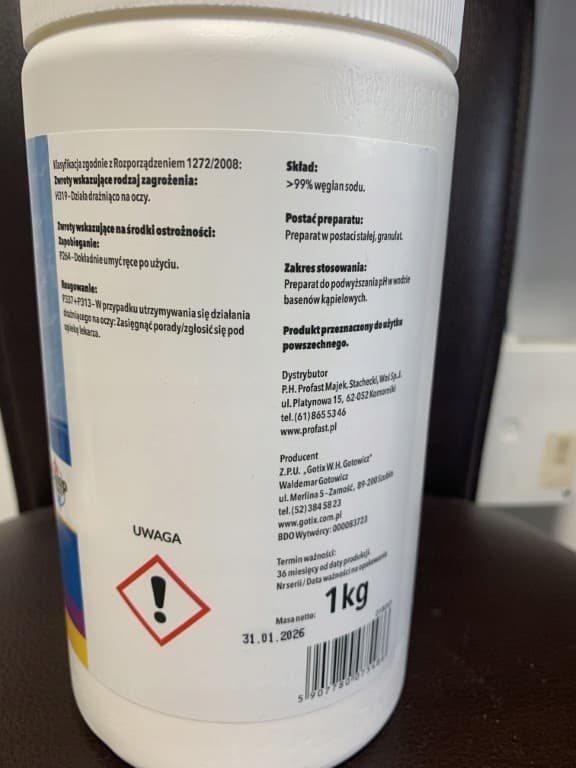 Klasyfikacja zgodnie z Rozporządzeniem 1272/2008:
Zwroty wskazujące rodzaj zagrożenia:
H319 - Działa drażniąco na oczy.
Zwroty wskazujące na środki ostrożności:
Zapobieganie:
P264 - Dokładnie umyć ręce po użyciu.
Reagowanie:
P337+P313 - W przypadku utrzymywania się działania
drażniącego na oczy: Zasięgnąć porady/zgłosić się pod
opiekę lekarza.
UWAGA
Skład:
>99% węglan sodu.
Postać preparatu:
Preparat w postaci stałej, granulat.
Zakres stosowania:
Preparat do podwyższania pH w wodzie
basenów kąpielowych.
Produkt przeznaczony do użytku
powszechnego.
Dystrybutor
P.H. Profast Majek, Stachecki, Woś Sp.J.
ul. Platynowa 15, 62-052 Komorniki
tel. (61) 865 53 46
www.profast.pl
Producent
Z.P.U. „Gotix W.H. Gotowicz"
Waldemar Gotowicz
ul. Merlina 5 - Zamość, 89-200 Szubin
tel. (52) 384 58 23
www.gotix.com.pl
BDO Wytwórcy: 000083723
Termin ważności:
36 miesięcy od daty produkcji.
Nr serii / Data ważności na opakowaniu
Masa netto: 1kg
31.01.2026